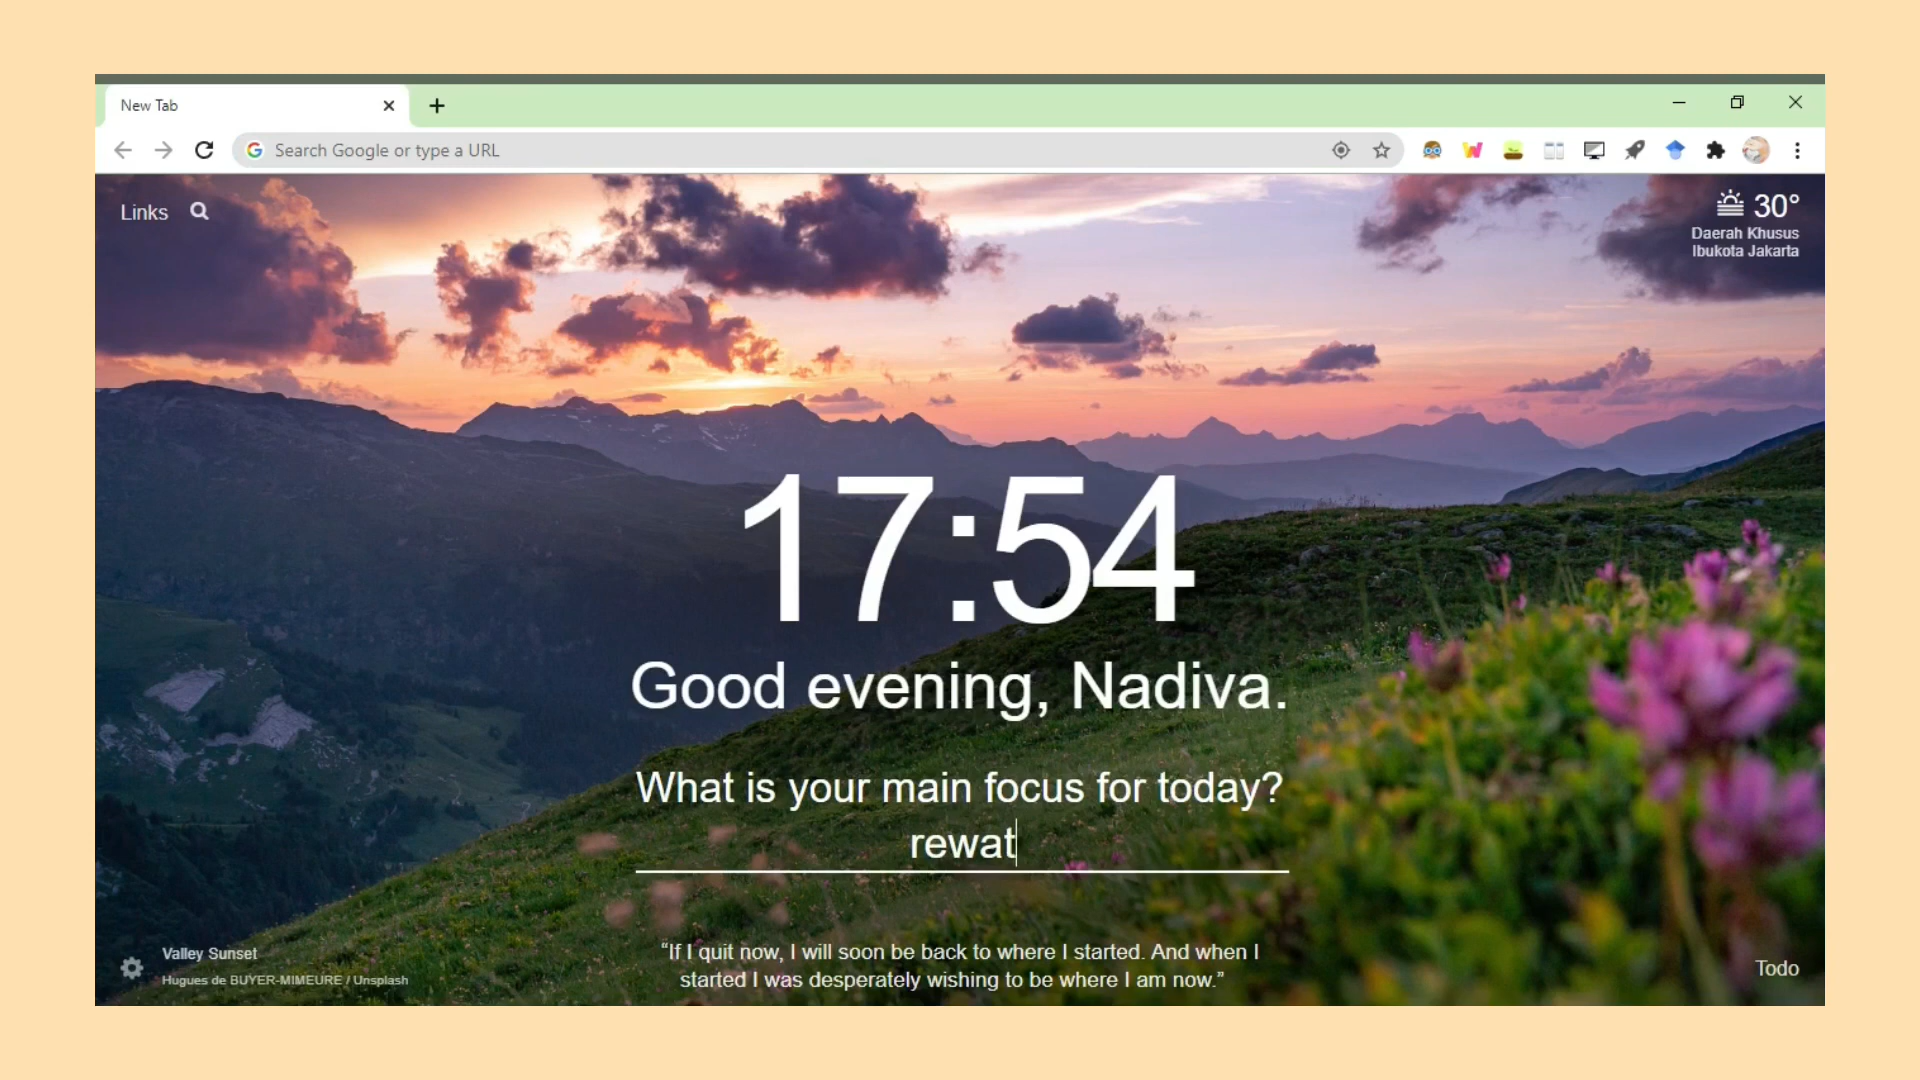 New Tab
Search Google or type a URL
Links
30°
Daerah Khusus
Ibukota Jakarta
17:54
Good evening, Nadiva.
What is your main focus for today?
rewat
Valley Sunset
Hugues de BUYER-MIMEURE / Unsplash
“If I quit now, I will soon be back to where I started. And when I
started I was desperately wishing to be where I am now.”
Todo